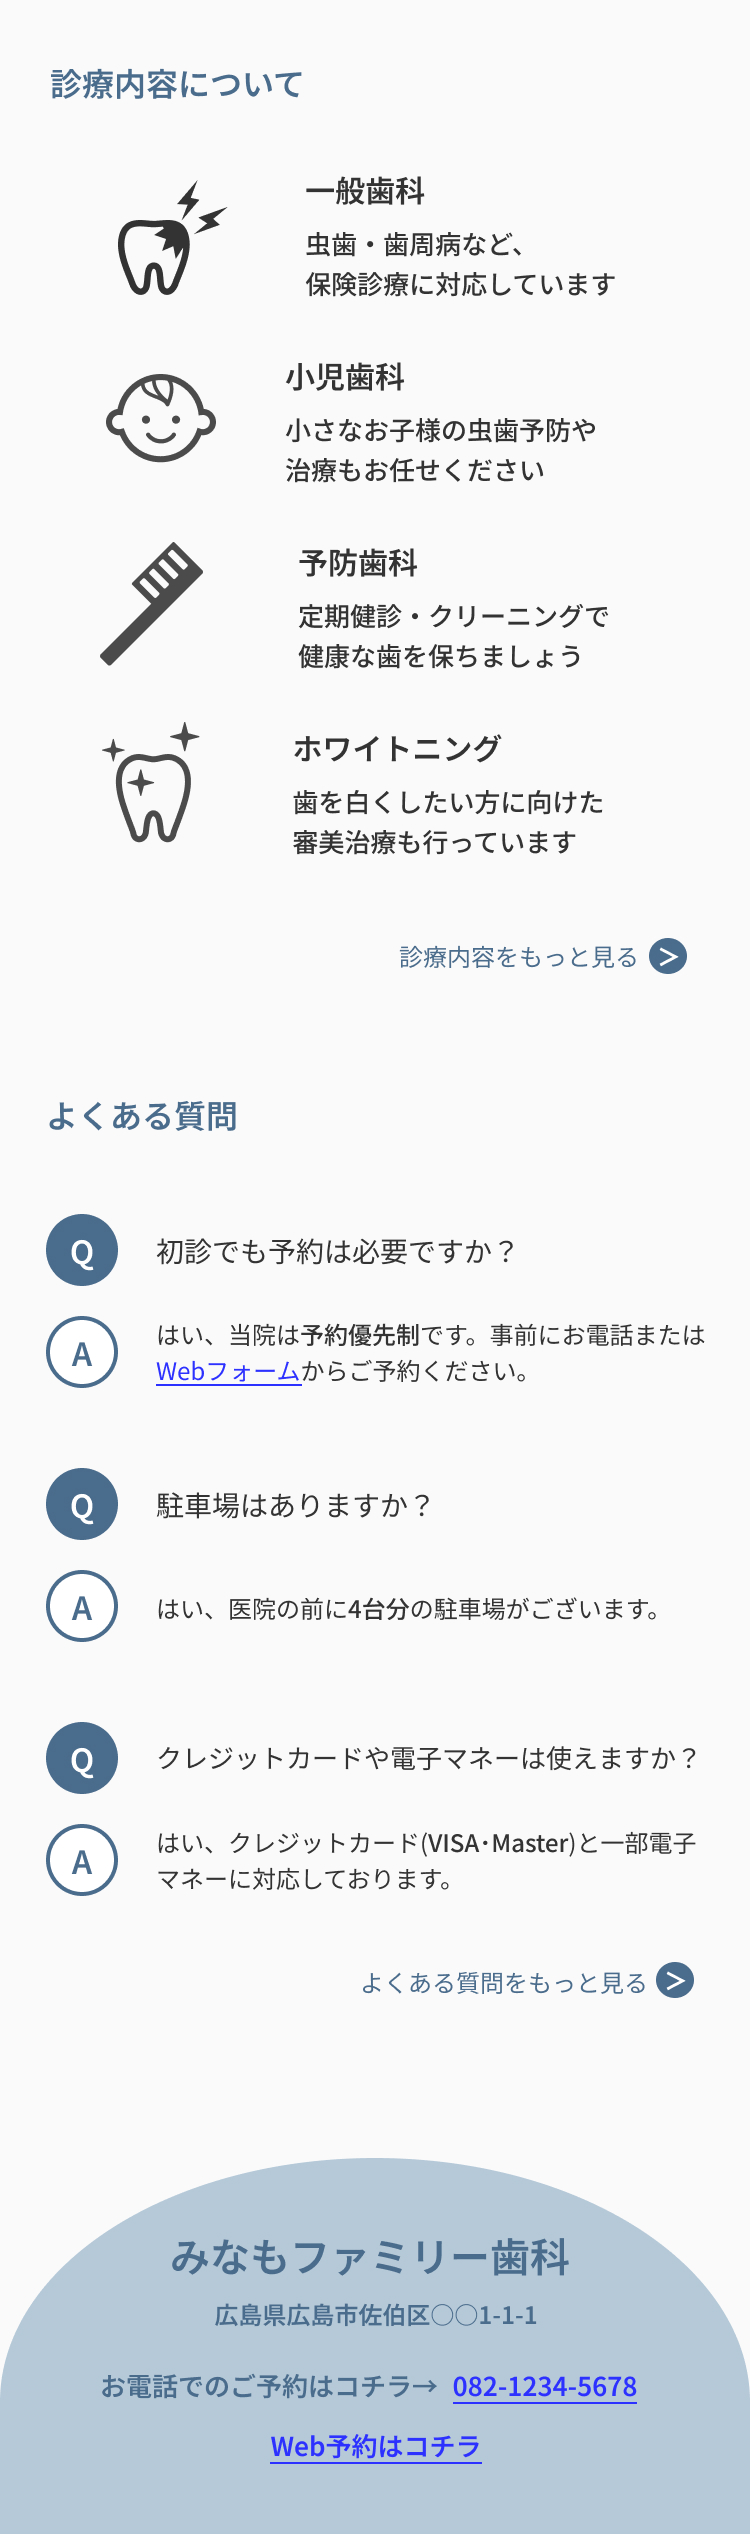 診療内容について
一般歯科
虫歯・歯周病など、
保険診療に対応しています
小児歯科
小さなお子様の虫歯予防や
治療もお任せください
予防歯科
定期健診・クリーニングで
健康な歯を保ちましょう
ホワイトニング
歯を白くしたい方に向けた
審美治療も行っています
診療内容をもっと見る >
よくある質問
Q 初診でも予約は必要ですか？
A はい、当院は予約優先制です。事前にお電話または
Webフォームからご予約ください。
Q 駐車場はありますか？
A はい、医院の前に4台分の駐車場がございます。
Q クレジットカードや電子マネーは使えますか？
A はい、クレジットカード(VISA･Master)と一部電子
マネーに対応しております。
よくある質問をもっと見る >
みなもファミリー歯科
広島県広島市佐伯区〇〇1-1-1
お電話でのご予約はコチラ→ 082-1234-5678
Web予約はコチラ